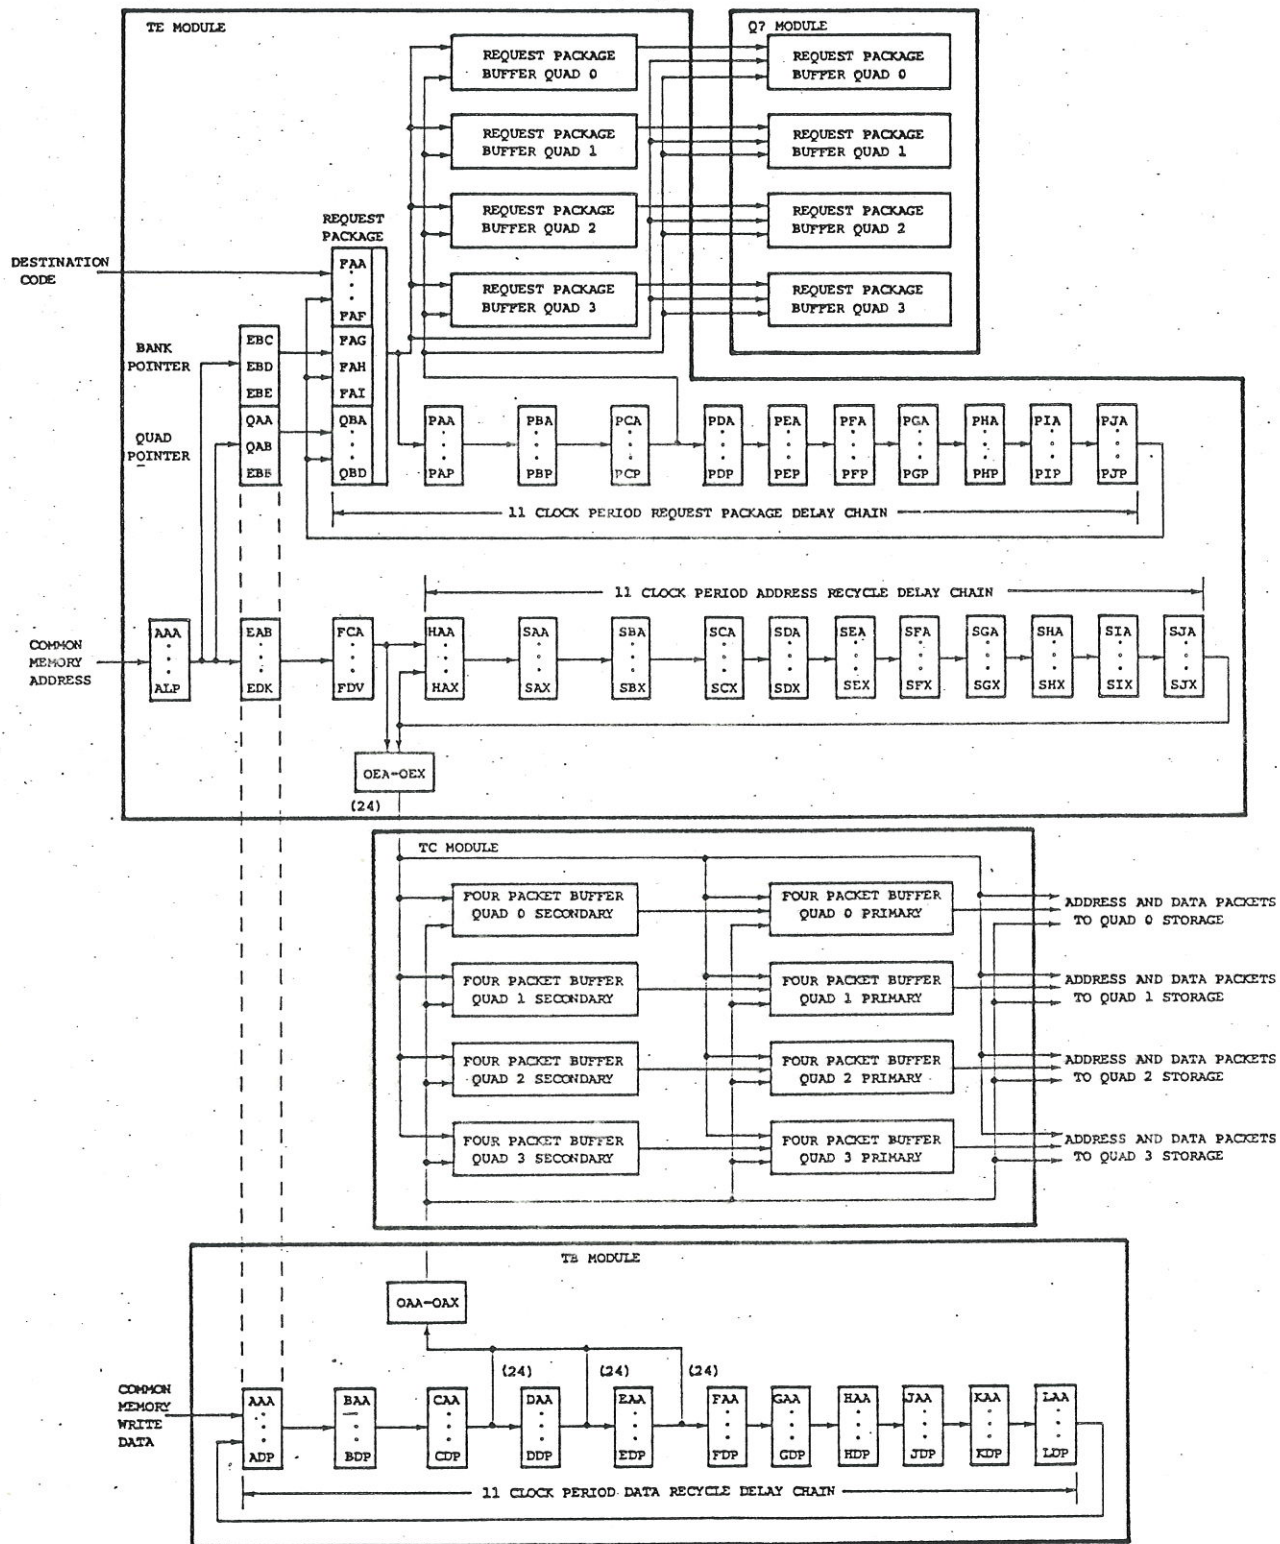 TE MODULE
Q7 MODULE
REQUEST PACKAGE
BUFFER QUAD 0
REQUEST PACKAGE
BUFFER QUAD 0
REQUEST PACKAGE
BUFFER QUAD 1
REQUEST PACKAGE
BUFFER QUAD 1
REQUEST PACKAGE
BUFFER QUAD 2
REQUEST PACKAGE
BUFFER QUAD 2
REQUEST PACKAGE
BUFFER QUAD 3
REQUEST PACKAGE
BUFFER QUAD 3
REQUEST
PACKAGE
DESTINATION
CODE
PAA
PAF
BANK
POINTER
EBC
EBD
EBE
PAG
PAH
PAI
QUAD
POINTER
QAA
QAB
EBB
QBA
QBD
PAA
PAP
PBA
PBP
PCA
PCP
PDA
PDP
PEA
PEP
PFA
PFP
PGA
PGP
PHA
PHP
PIA
PIP
PJA
PJP
11 CLOCK PERIOD REQUEST PACKAGE DELAY CHAIN
11 CLOCK PERIOD ADDRESS RECYCLE DELAY CHAIN
COMMON
MEMORY
ADDRESS
AAA
ALP
EAB
EDK
FCA
FDV
HAA
HAX
SAA
SAX
SBA
SBX
SCA
SCX
SDA
SDX
SEA
SEX
SFA
SFX
SGA
SGX
SHA
SHX
SIA
SIX
SJA
SJX
OEA-OEX
(24)
TC MODULE
FOUR PACKET BUFFER
QUAD 0 SECONDARY
FOUR PACKET BUFFER
QUAD 0 PRIMARY
ADDRESS AND DATA PACKETS
TO QUAD 0 STORAGE
FOUR PACKET BUFFER
QUAD 1 SECONDARY
FOUR PACKET BUFFER
QUAD 1 PRIMARY
ADDRESS AND DATA PACKETS
TO QUAD 1 STORAGE
FOUR PACKET BUFFER
QUAD 2 SECONDARY
FOUR PACKET BUFFER
QUAD 2 PRIMARY
ADDRESS AND DATA PACKETS
TO QUAD 2 STORAGE
FOUR PACKET BUFFER
QUAD 3 SECONDARY
FOUR PACKET BUFFER
QUAD 3 PRIMARY
ADDRESS AND DATA PACKETS
TO QUAD 3 STORAGE
TB MODULE
OAA-OAX
(24)
(24)
(24)
COMMON
MEMORY
WRITE
DATA
AAA
ADP
BAA
BDP
CAA
CDP
DAA
DDP
EAA
EDP
FAA
FDP
GAA
GDP
HAA
HDP
JAA
JDP
KAA
KDP
LAA
LDP
11 CLOCK PERIOD DATA RECYCLE DELAY CHAIN